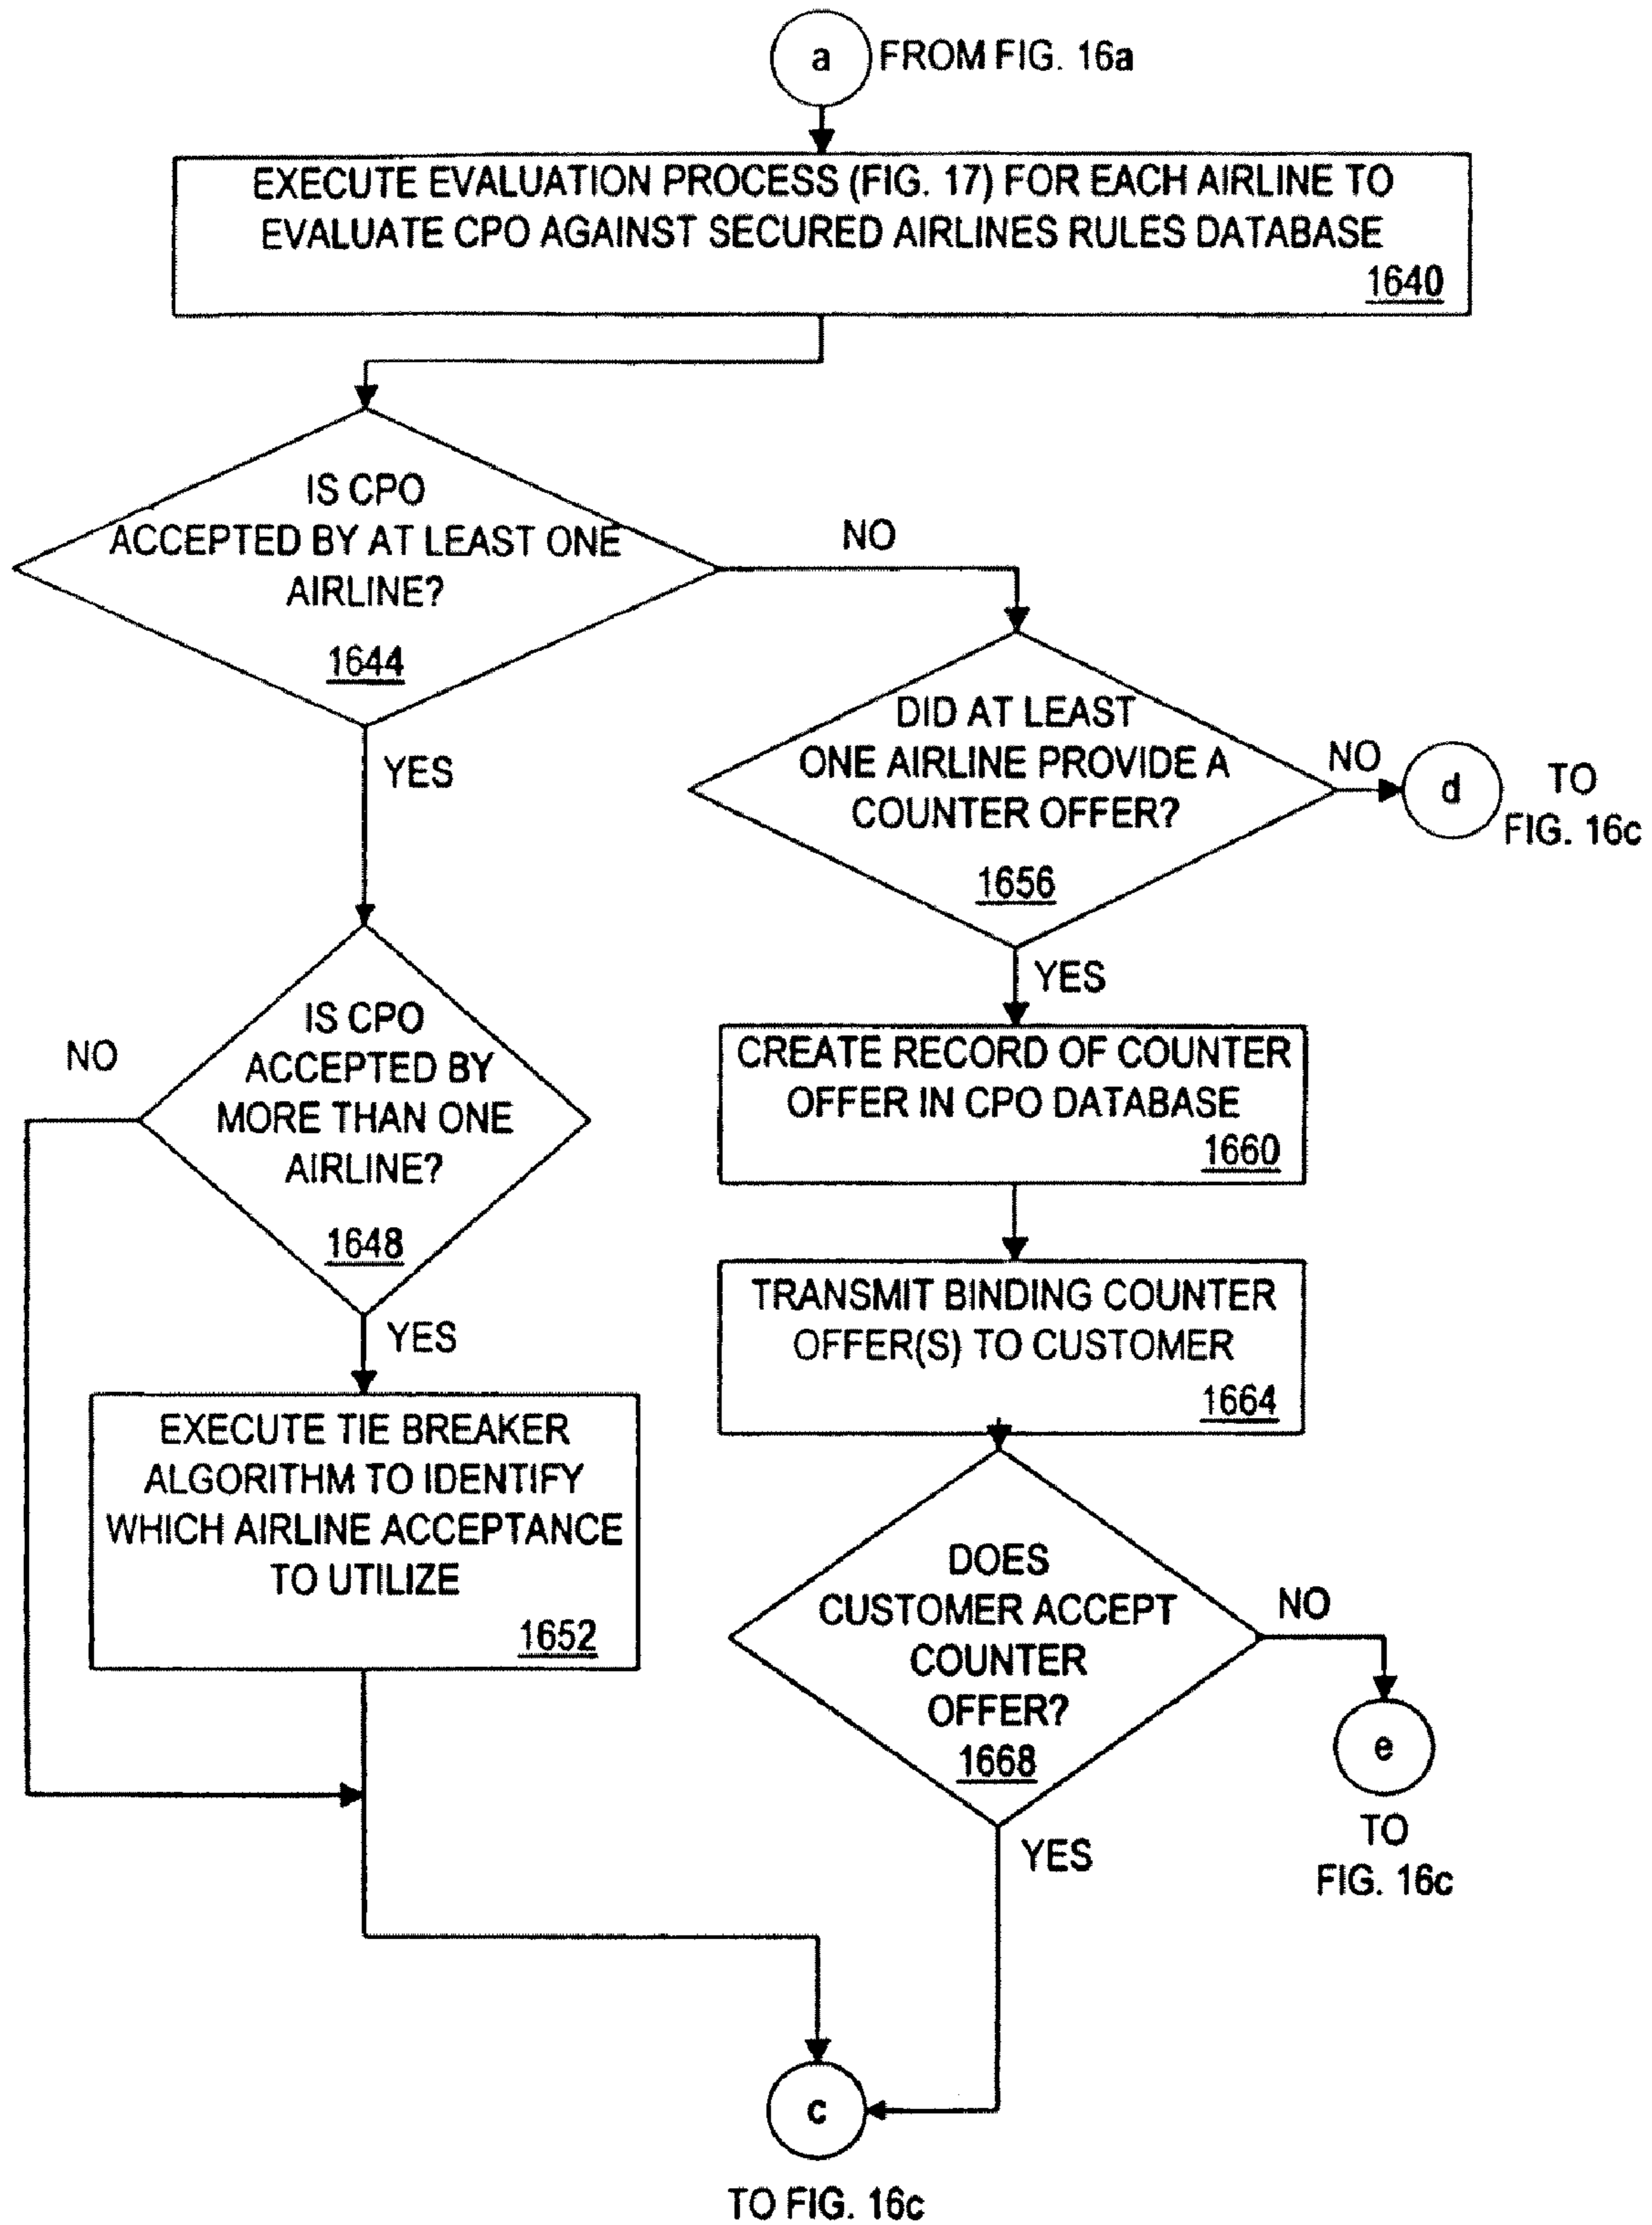 a FROM FIG. 16a
EXECUTE EVALUATION PROCESS (FIG. 17) FOR EACH AIRLINE TO
EVALUATE CPO AGAINST SECURED AIRLINES RULES DATABASE
1640
IS CPO
ACCEPTED BY AT LEAST ONE
AIRLINE?
1644
NO
YES
DID AT LEAST
ONE AIRLINE PROVIDE A
COUNTER OFFER?
1656
NO
d
TO
FIG. 16c
YES
IS CPO
ACCEPTED BY
MORE THAN ONE
AIRLINE?
1648
NO
YES
CREATE RECORD OF COUNTER
OFFER IN CPO DATABASE
1660
TRANSMIT BINDING COUNTER
OFFER(S) TO CUSTOMER
1664
EXECUTE TIE BREAKER
ALGORITHM TO IDENTIFY
WHICH AIRLINE ACCEPTANCE
TO UTILIZE
1652
DOES
CUSTOMER ACCEPT
COUNTER
OFFER?
1668
NO
e
TO
FIG. 16c
YES
c
TO FIG. 16c